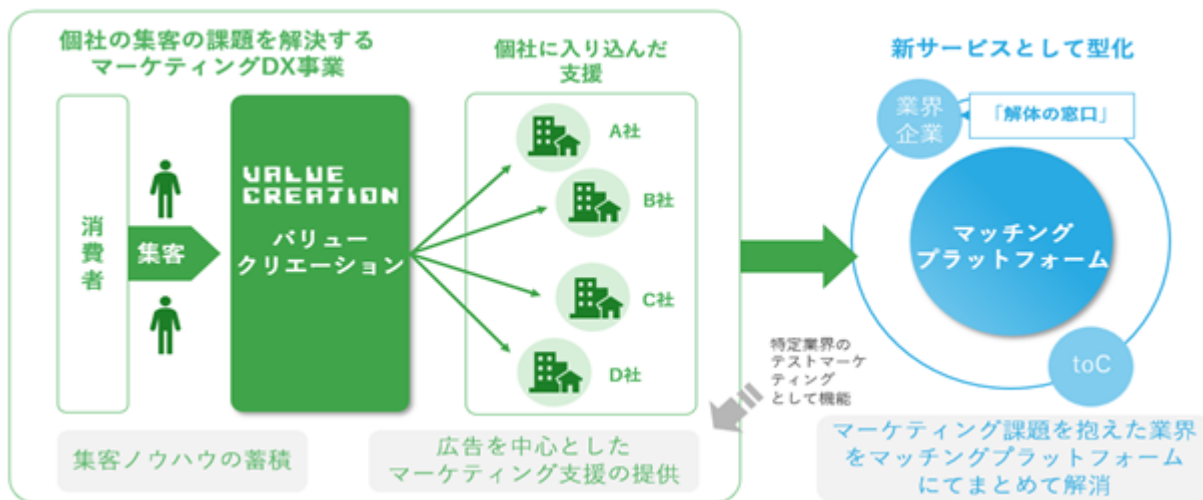 個社の集客の課題を解決する
マーケティングDX事業
消費者
集客
VALUE
CREATION
バリュー
クリエーション
個社に入り込んだ
支援
A社
B社
C社
D社
集客ノウハウの蓄積
広告を中心とした
マーケティング支援の提供
特定業界の
テストマーケ
ティング
として機能
新サービスとして型化
業界
企業
「解体の窓口」
マッチング
プラットフォーム
toC
マーケティング課題を抱えた業界
をマッチングプラットフォーム
にてまとめて解消